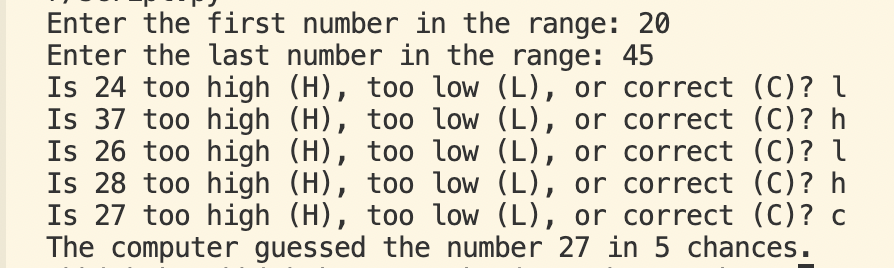 Enter the first number in the range: 20
Enter the last number in the range: 45
Is 24 too high (H), too low (L), or correct (C)? l
Is 37 too high (H), too low (L), or correct (C)? h
Is 26 too high (H), too low (L), or correct (C)? l
Is 28 too high (H), too low (L), or correct (C)? h
Is 27 too high (H), too low (L), or correct (C)? c
The computer guessed the number 27 in 5 chances.